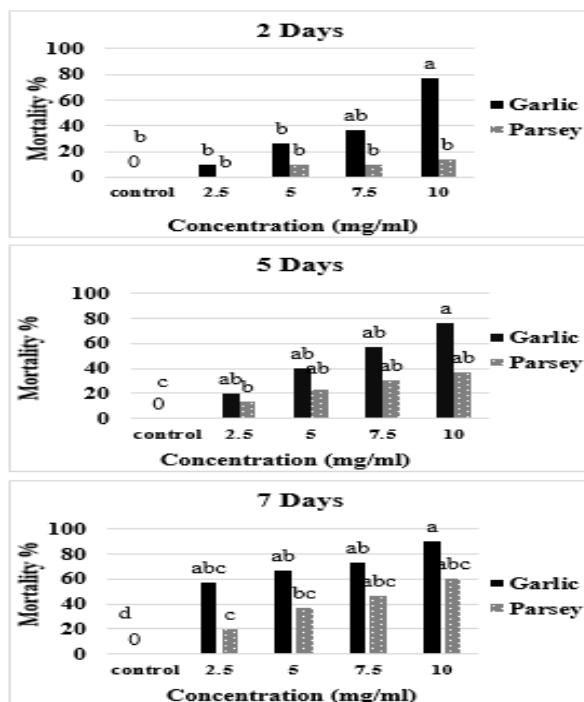 2 Days
100
a
80
60
ab
Garlic
40
b
b
Parsey
20
b
b
b
b
b
0
0
control
2.5
5
7.5
10
Mortality %
Concentration (mg/ml)
5 Days
100
a
80
ab
60
ab
Garlic
40
ab
ab
ab
ab
Parsey
20
c
b
0
0
control
2.5
5
7.5
10
Mortality %
Concentration (mg/ml)
7 Days
100
a
80
ab
ab
abc
60
abc
abc
Garlic
40
bc
Parsey
20
d
c
0
0
control
2.5
5
7.5
10
Mortality %
Concentration (mg/ml)